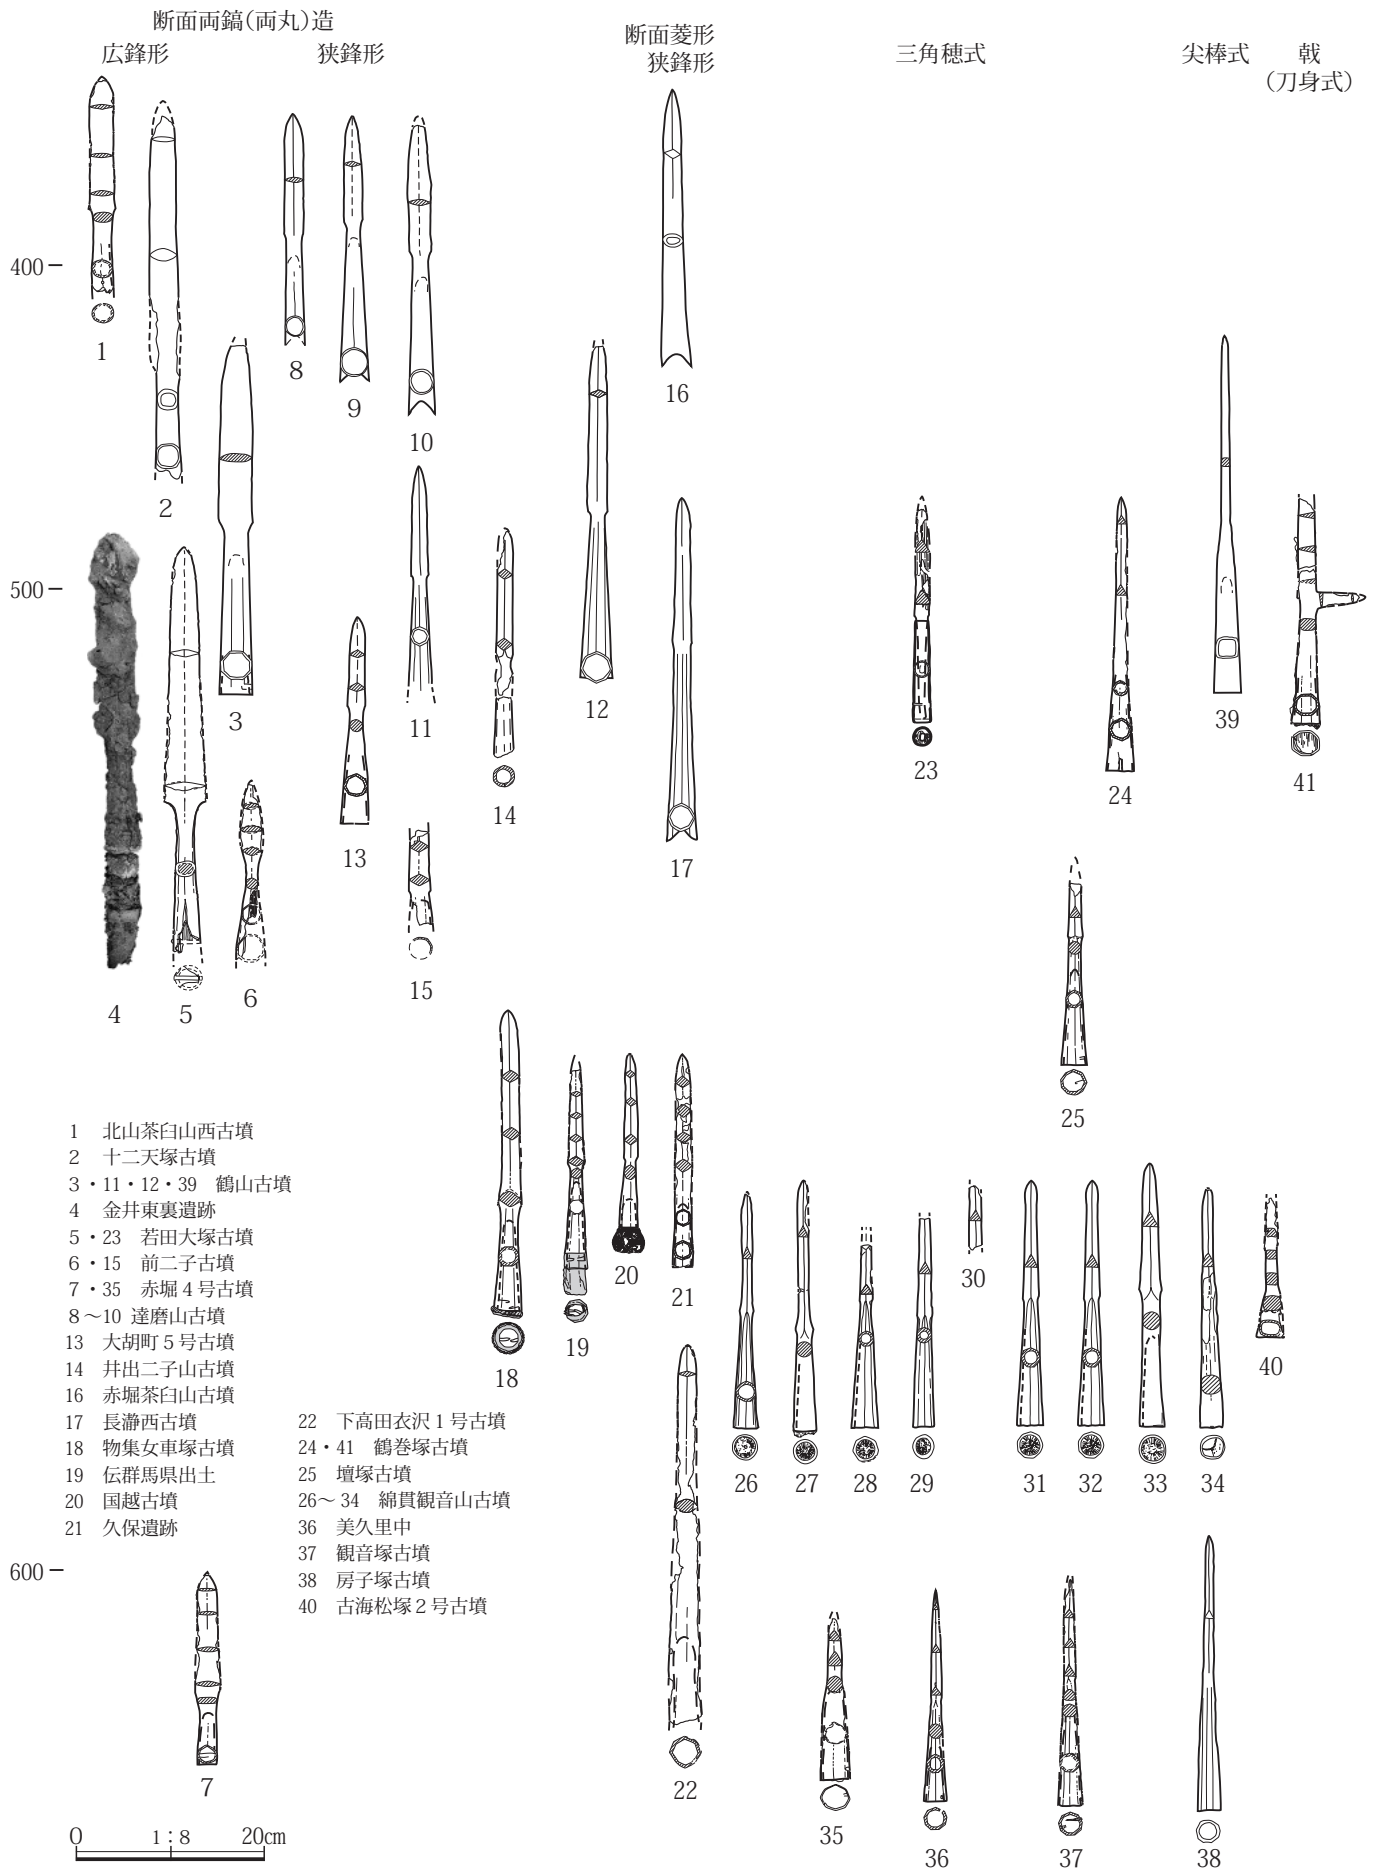 断面両鎬(両丸)造
広鋒形
狭鋒形
断面菱形
狭鋒形
三角穂式
尖棒式
戟
(刀身式)
400
500
600
1
2
3
4
5
6
7
8
9
10
11
12
13
14
15
16
17
18
19
20
21
22
23
24
25
26
27
28
29
30
31
32
33
34
35
36
37
38
39
40
41
1 北山茶臼山西古墳
2 十二天塚古墳
3・11・12・39 鶴山古墳
4 金井東裏遺跡
5・23 若田大塚古墳
6・15 前二子古墳
7・35 赤堀4号古墳
8～10 達磨山古墳
13 大胡町5号古墳
14 井出二子山古墳
16 赤堀茶臼山古墳
17 長瀞西古墳
18 物集女車塚古墳
19 伝群馬県出土
20 国越古墳
21 久保遺跡
22 下高田衣沢1号古墳
24・41 鶴巻塚古墳
25 壇塚古墳
26～34 綿貫観音山古墳
36 美久里中
37 観音塚古墳
38 房子塚古墳
40 古海松塚2号古墳
0 1:8 20cm